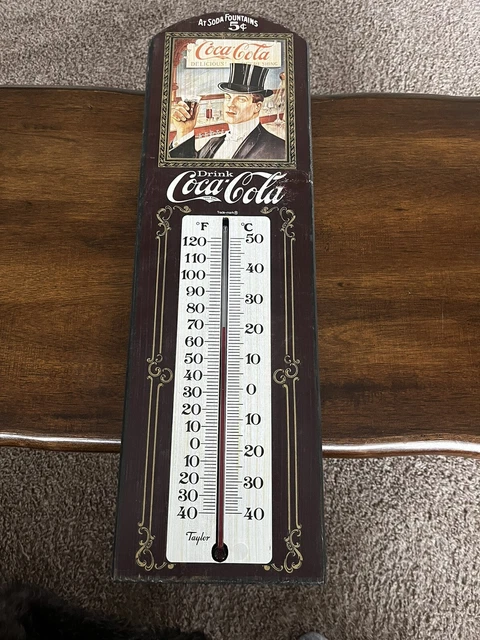 AT SODA FOUNTAINS
5¢
Coca-Cola
DELICIOUS
Drink
Coca-Cola
Trade-mark®
°F °C
120 50
110
100 40
90
80 30
70 20
60
50 10
40
30 0
20
10 10
0
10 20
20
30 30
40 40
Taylor